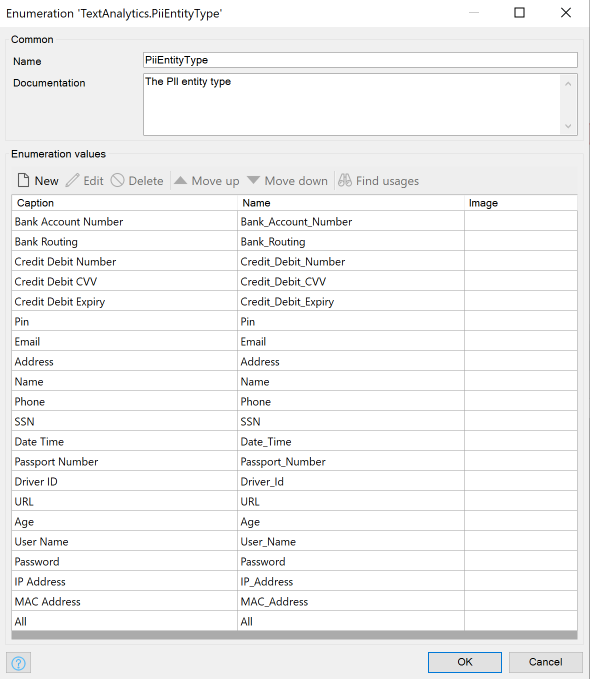 Enumeration 'TextAnalytics.PiiEntityType'
Common
Name PiiEntityType
Documentation The PII entity type
Enumeration values
New Edit Delete Move up Move down Find usages
Caption Name Image
Bank Account Number Bank_Account_Number
Bank Routing Bank_Routing
Credit Debit Number Credit_Debit_Number
Credit Debit CVV Credit_Debit_CVV
Credit Debit Expiry Credit_Debit_Expiry
Pin Pin
Email Email
Address Address
Name Name
Phone Phone
SSN SSN
Date Time Date_Time
Passport Number Passport_Number
Driver ID Driver_Id
URL URL
Age Age
User Name User_Name
Password Password
IP Address IP_Address
MAC Address MAC_Address
All All
? OK Cancel